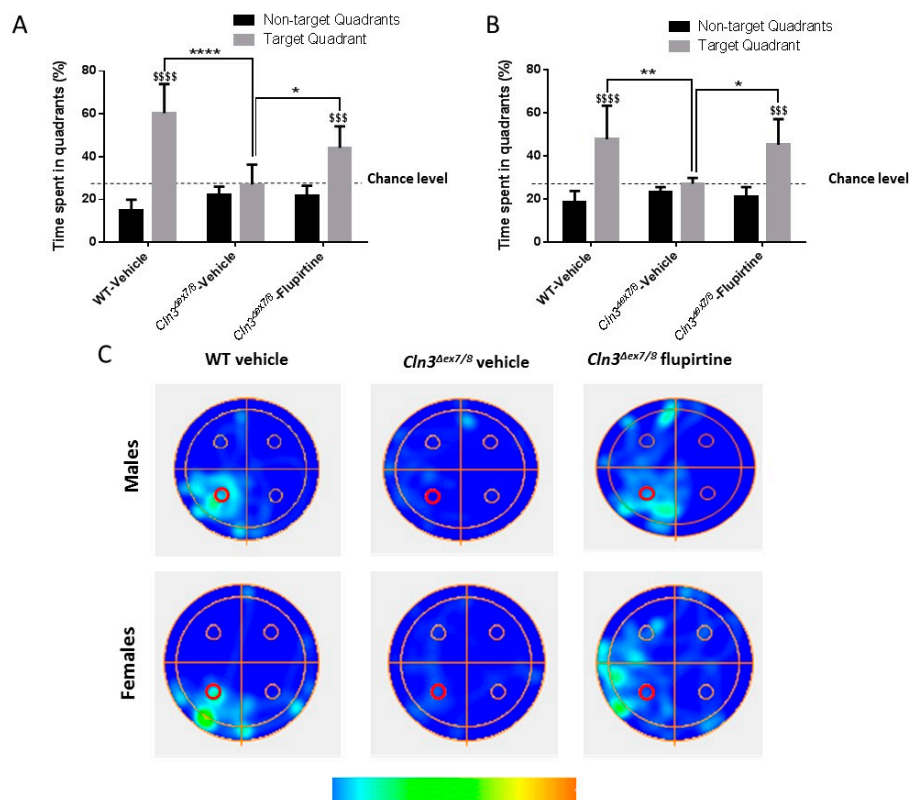 A
Non-target Quadrants
Target Quadrant
Time spent in quadrants (%)
80
60
40
20
0
$$$$
****
*
$$$
Chance level
WT-Vehicle
Cln3Δex7/8-Vehicle
Cln3Δex7/8-Flupirtine
B
Non-target Quadrants
Target Quadrant
Time spent in quadrants (%)
80
60
40
20
0
$$$$
**
*
$$$
Chance level
WT-Vehicle
Cln3Δex7/8-Vehicle
Cln3Δex7/8-Flupirtine
C
WT vehicle
Cln3Δex7/8 vehicle
Cln3Δex7/8 flupirtine
Males
Females